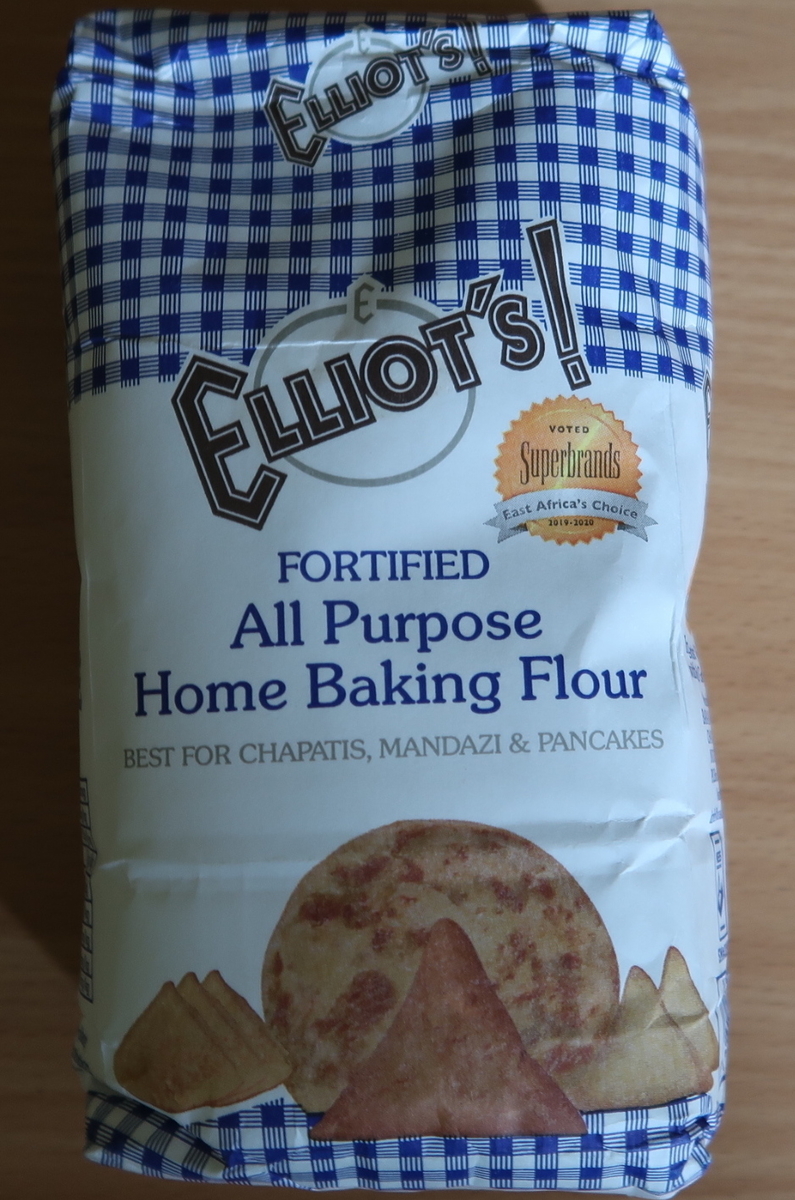 E
ELLIOT'S!
E
ELLIOT'S!
VOTED
Superbrands
East Africa's Choice
2019-2020
FORTIFIED
All Purpose
Home Baking Flour
BEST FOR CHAPATIS, MANDAZI & PANCAKES